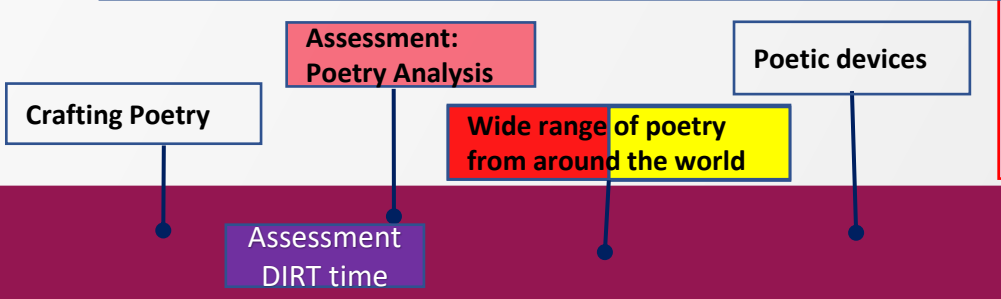 Assessment:
Poetry Analysis
Poetic devices
Crafting Poetry
Wide range of poetry
from around the world
Assessment
DIRT time